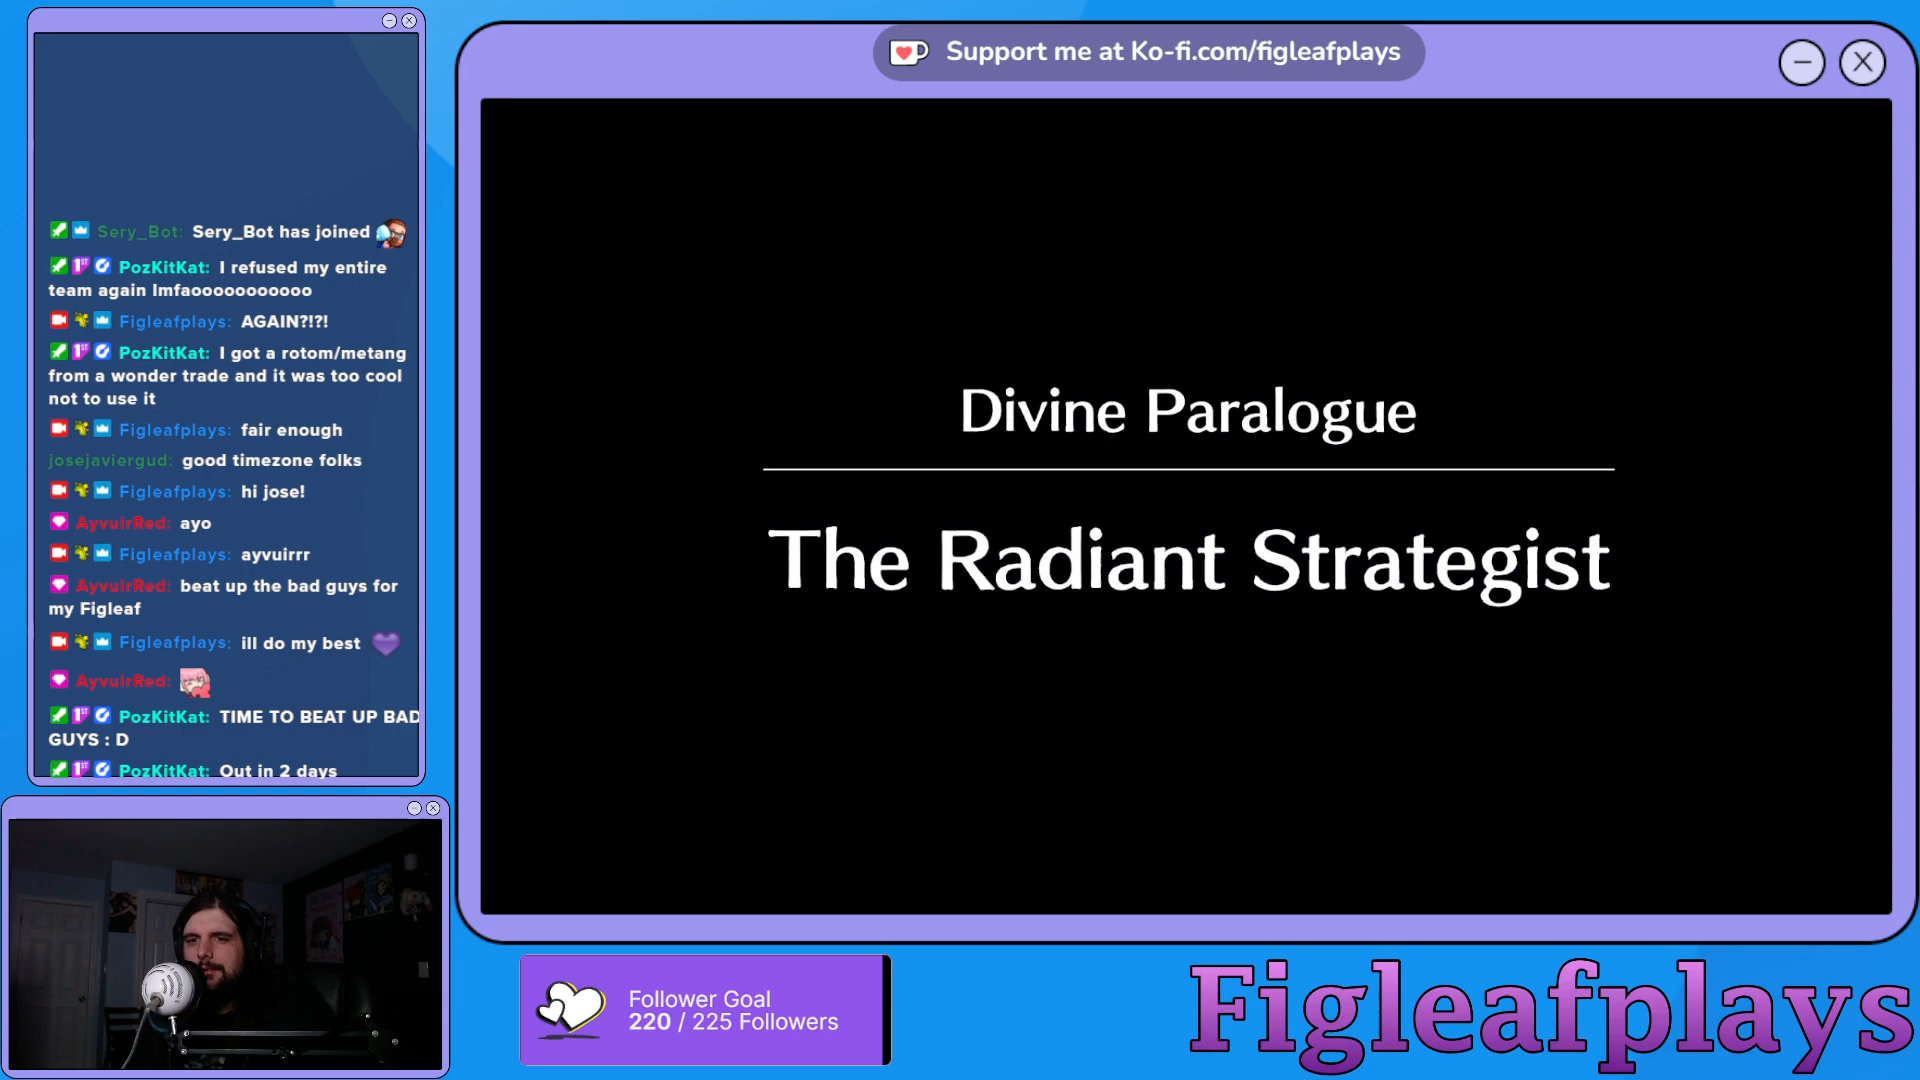 Support me at Ko-fi.com/figleafplays
Sery_Bot: Sery_Bot has joined
PozKitKat: I refused my entire
team again lmfaooooooooooo
Figleafplays: AGAIN?!?!
PozKitKat: I got a rotom/metang
from a wonder trade and it was too cool
not to use it
Figleafplays: fair enough
josejaviergud: good timezone folks
Figleafplays: hi jose!
AyvuirRed: ayo
Figleafplays: ayvuirrr
AyvuirRed: beat up the bad guys for
my Figleaf
Figleafplays: ill do my best
AyvuirRed:
PozKitKat: TIME TO BEAT UP BAD
GUYS : D
PozKitKat: Out in 2 days
Divine Paralogue
The Radiant Strategist
Follower Goal
220 / 225 Followers
Figleafplays